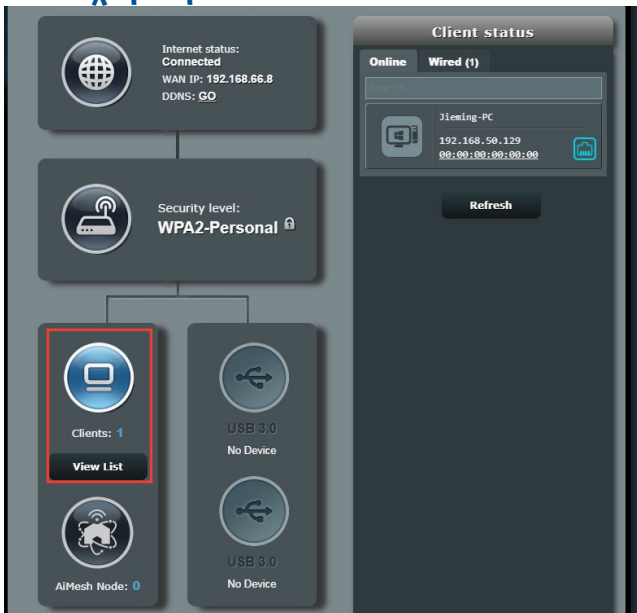 Internet status:
Connected
WAN IP: 192.168.66.8
DDNS: GO
Security level:
WPA2-Personal
Clients: 1
View List
AiMesh Node: 0
USB 3.0
No Device
USB 3.0
No Device
Client status
Online Wired (1)
Search
Jieming-PC
192.168.50.129
00:00:00:00:00:00
Refresh